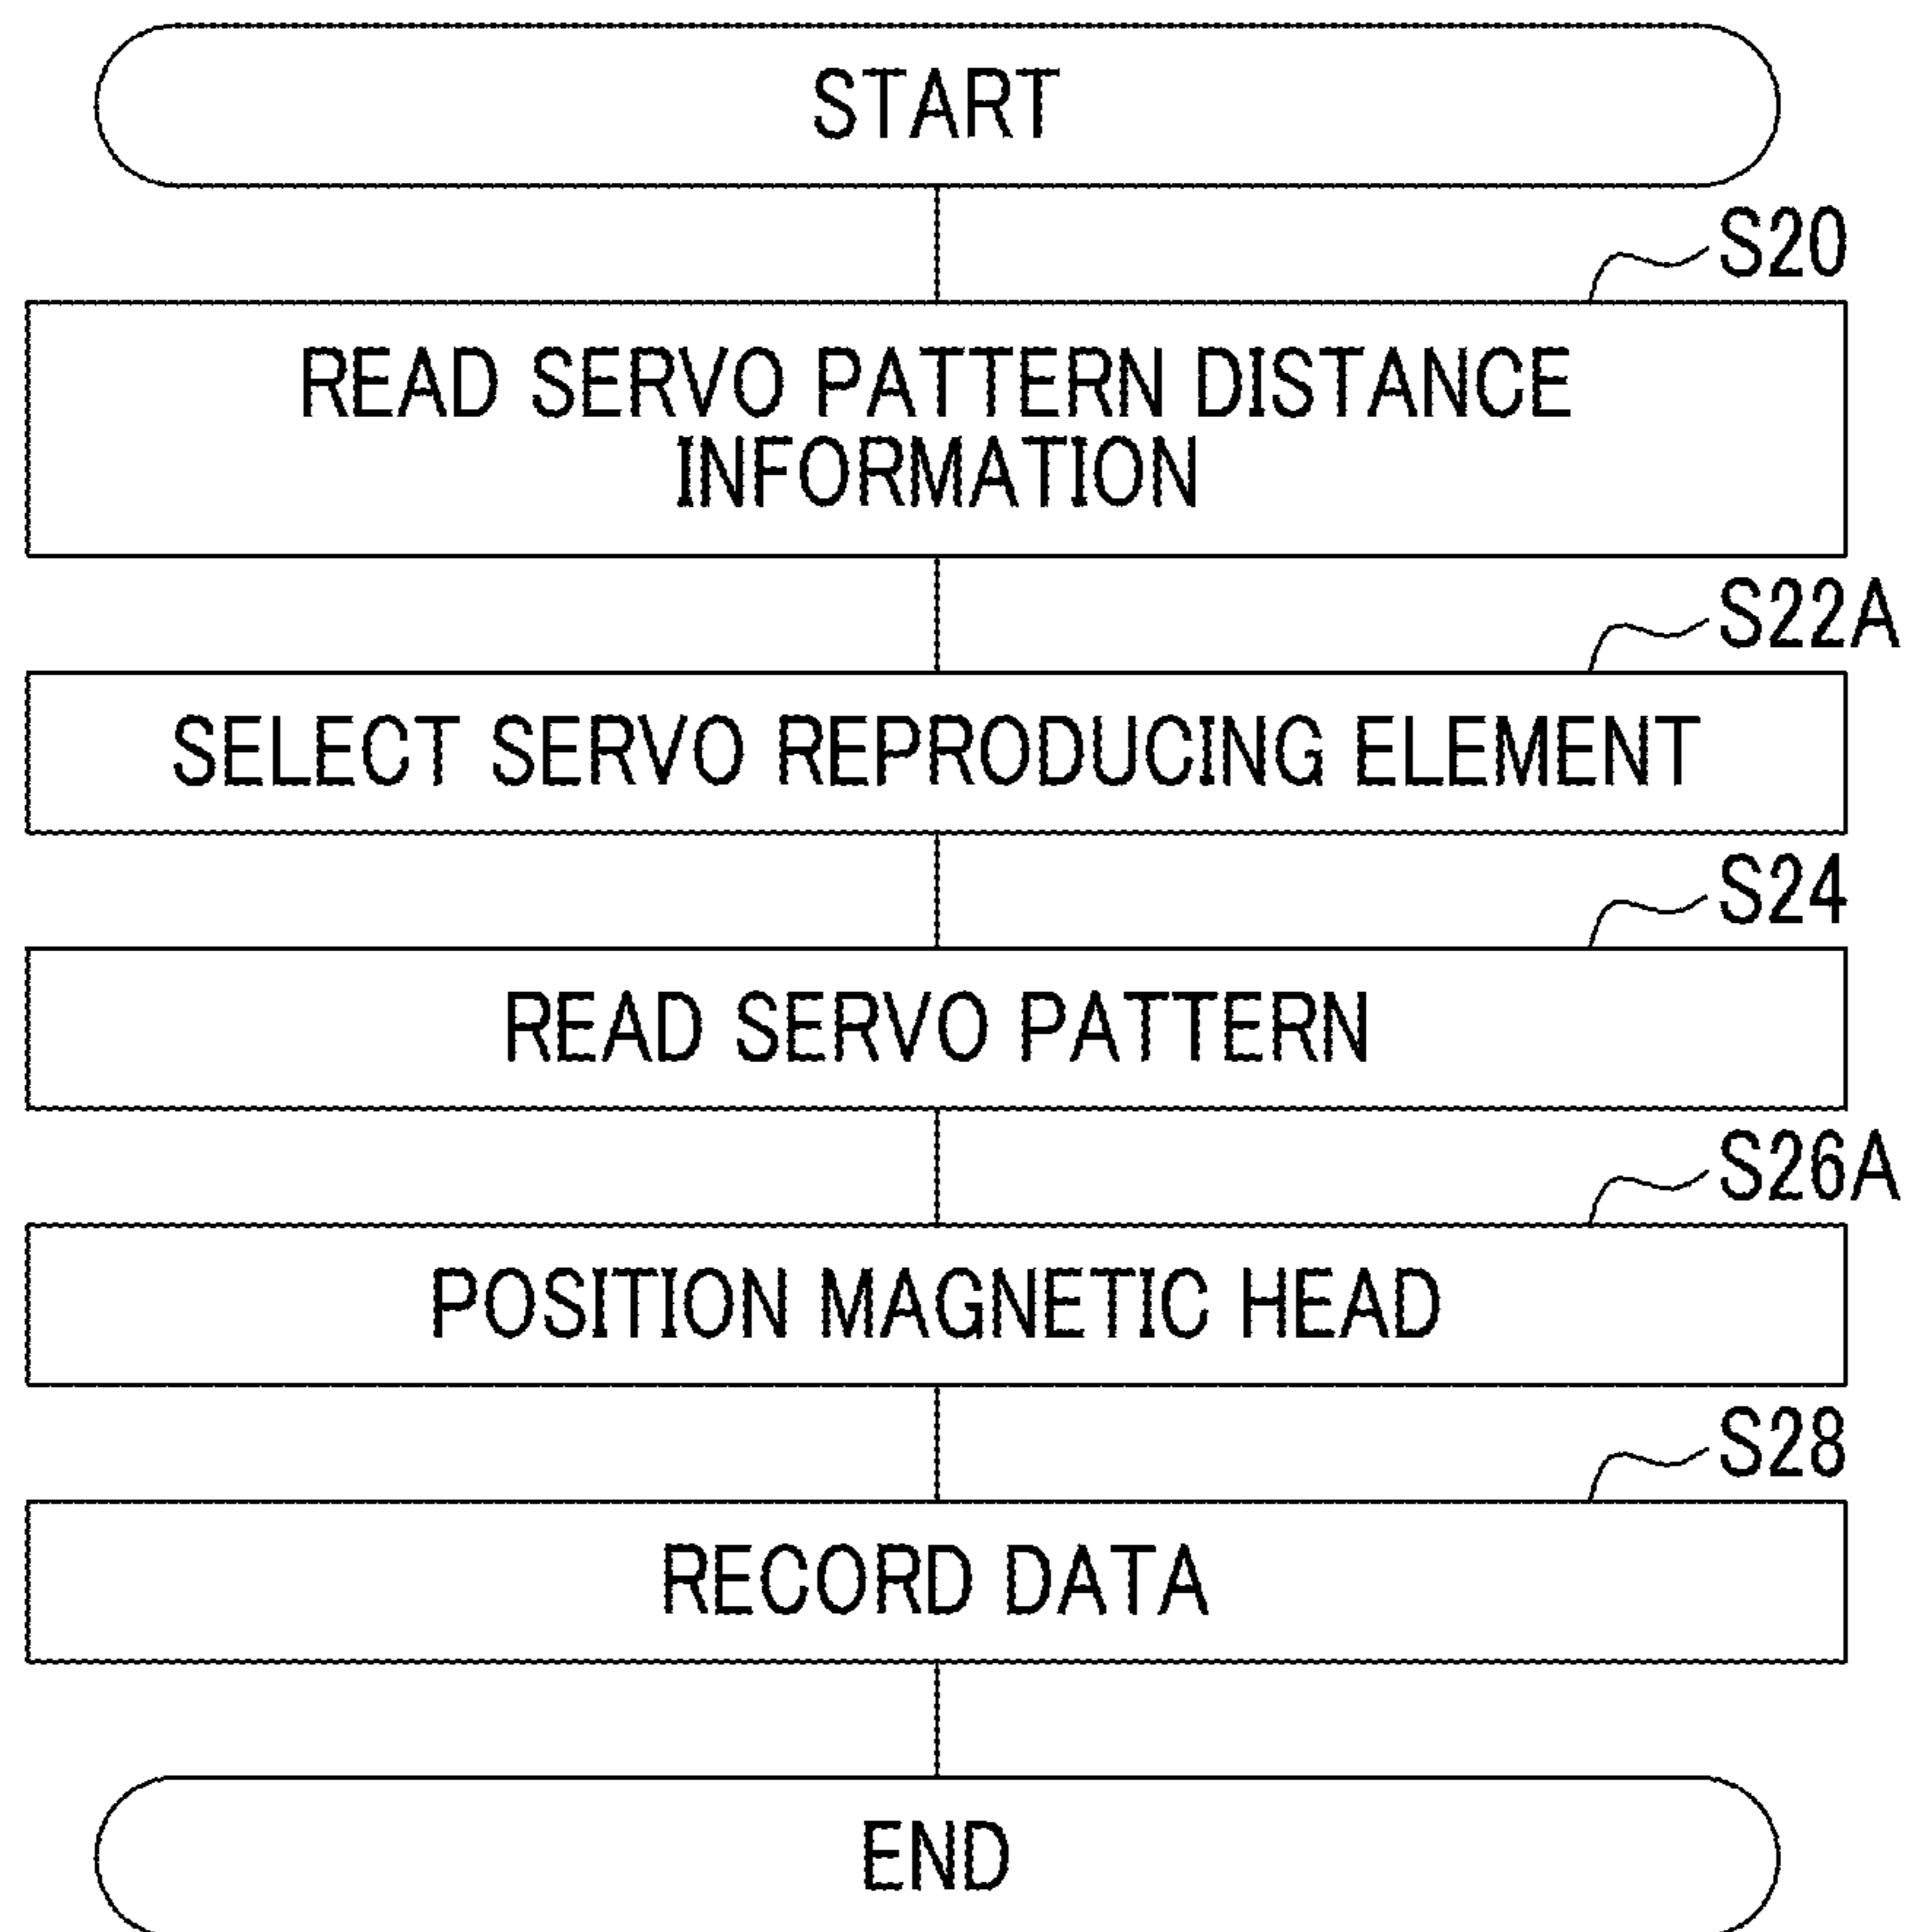 START
S20
READ SERVO PATTERN DISTANCE
INFORMATION
S22A
SELECT SERVO REPRODUCING ELEMENT
S24
READ SERVO PATTERN
S26A
POSITION MAGNETIC HEAD
S28
RECORD DATA
END